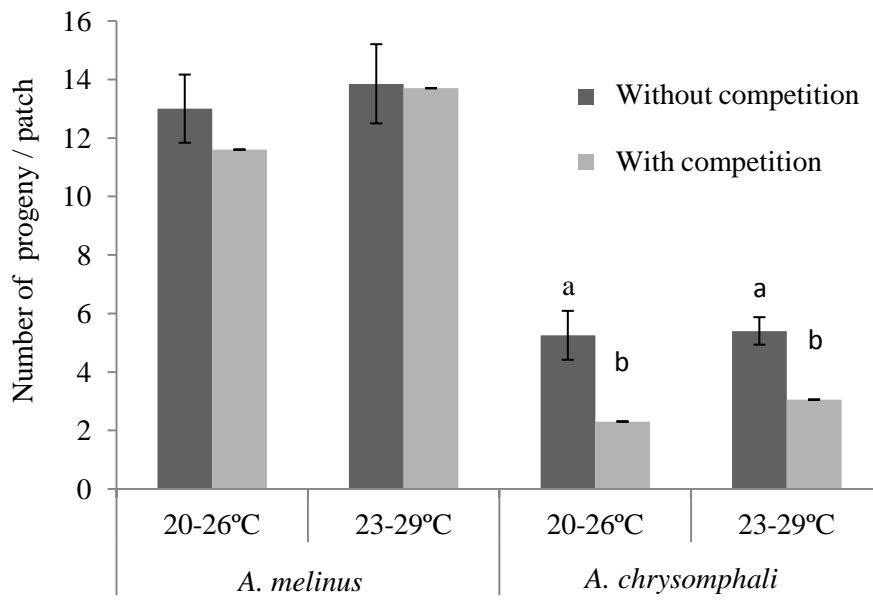 Number of progeny / patch
16
14
12
10
8
6
4
2
0
Without competition
With competition
a
b
a
b
20-26ºC
23-29ºC
20-26ºC
23-29ºC
A. melinus
A. chrysomphali